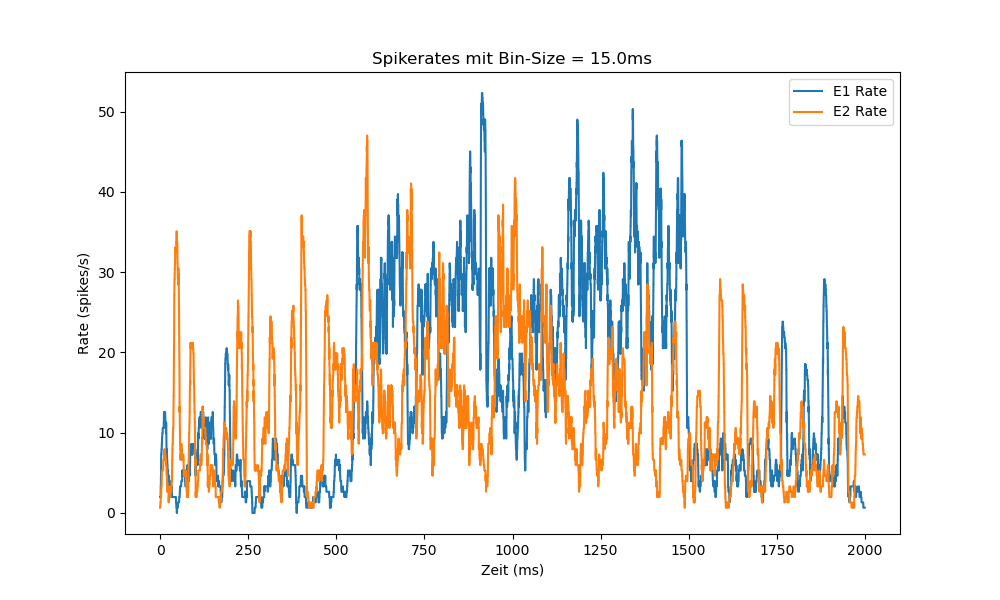 Spikerates mit Bin-Size = 15.0ms
E1 Rate
E2 Rate
50
40
30
20
10
0
Rate (spikes/s)
0 250 500 750 1000 1250 1500 1750 2000
Zeit (ms)